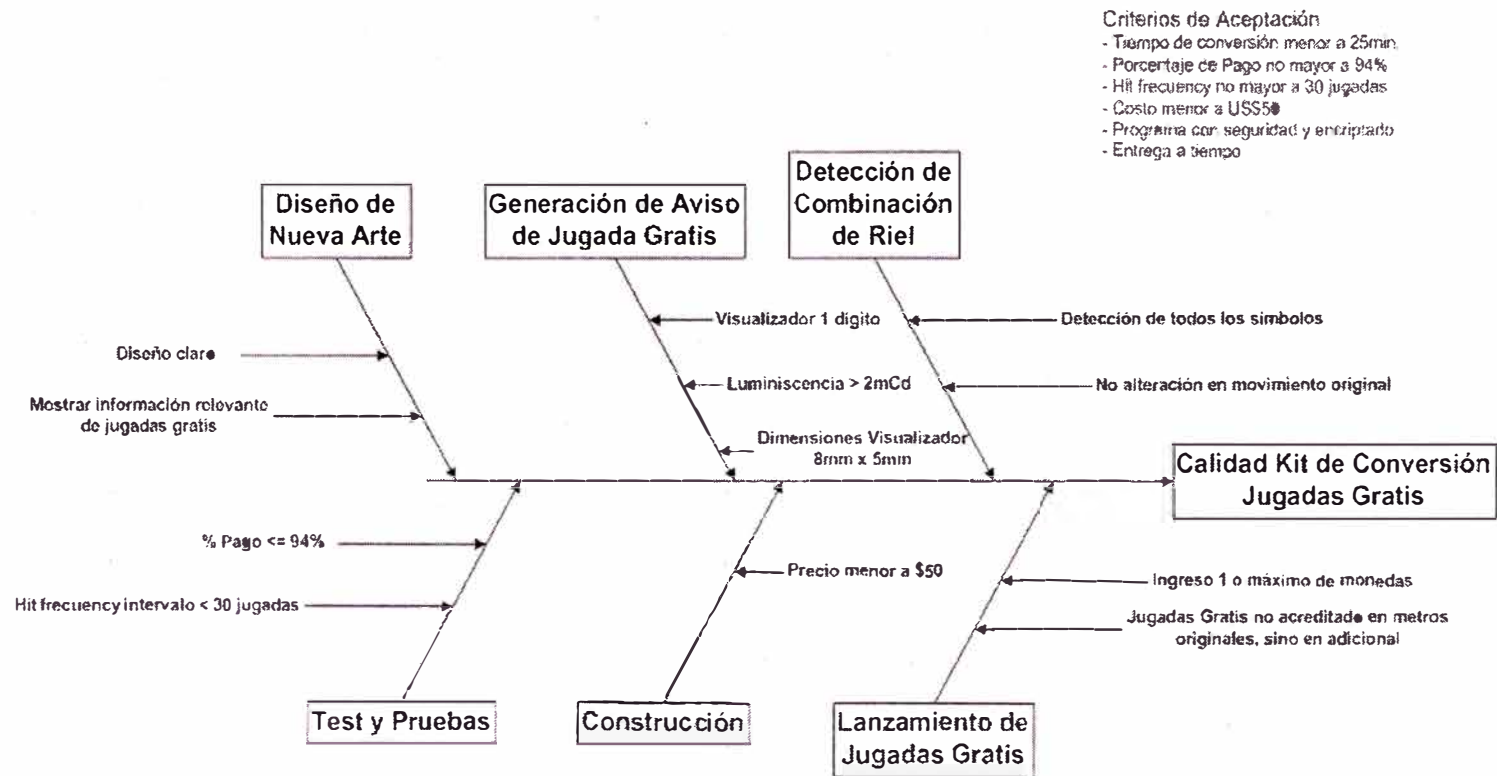 Criterios de Aceptación
- Tiempo de conversión menor a 25min.
- Porcentaje de Pago no mayor a 94%
- Hit frecuency no mayor a 30 jugadas
- Costo menor a US$50
- Programa con seguridad y encriptado
- Entrega a tiempo
Diseño de
Nueva Arte
Generación de Aviso
de Jugada Gratis
Detección de
Combinación
de Riel
Visualizador 1 digito
Detección de todos los simbolos
Diseño claro
Luminiscencia > 2mCd
No alteración en movimiento original
Mostrar información relevante
de jugadas gratis
Dimensiones Visualizador
8mm x 5mm
Calidad Kit de Conversión
Jugadas Gratis
% Pago <= 94%
Precio menor a $50
Ingreso 1 o máximo de monedas
Hit frecuency intervalo < 30 jugadas
Jugadas Gratis no acreditado en metros
originales, sino en adicional
Test y Pruebas
Construcción
Lanzamiento de
Jugadas Gratis